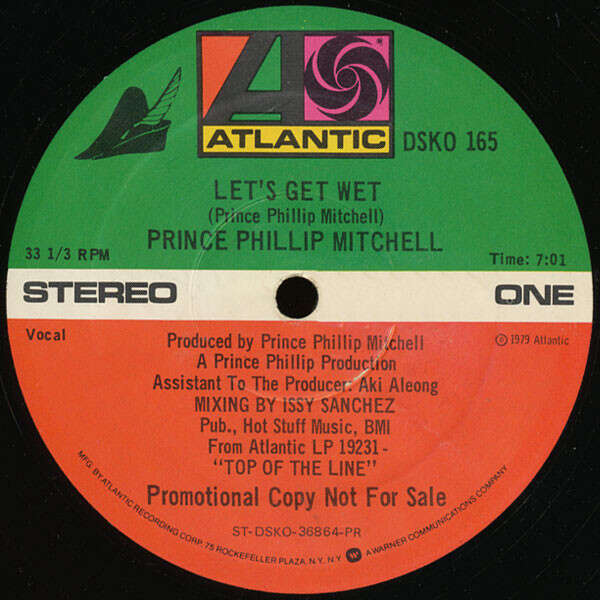 ATLANTIC
DSKO 165
LET'S GET WET
(Prince Phillip Mitchell)
PRINCE PHILLIP MITCHELL
33 1/3 RPM
Time: 7:01
STEREO
ONE
Vocal
℗ 1979 Atlantic
Produced by Prince Phillip Mitchell
A Prince Phillip Production
Assistant To The Producer: Aki Aleong
MIXING BY ISSY SANCHEZ
Pub., Hot Stuff Music, BMI
From Atlantic LP 19231-
"TOP OF THE LINE"
Promotional Copy Not For Sale
ST-DSKO-36864-PR
MFG. BY ATLANTIC RECORDING CORP. 75 ROCKEFELLER PLAZA, N.Y., N.Y. A WARNER COMMUNICATIONS COMPANY